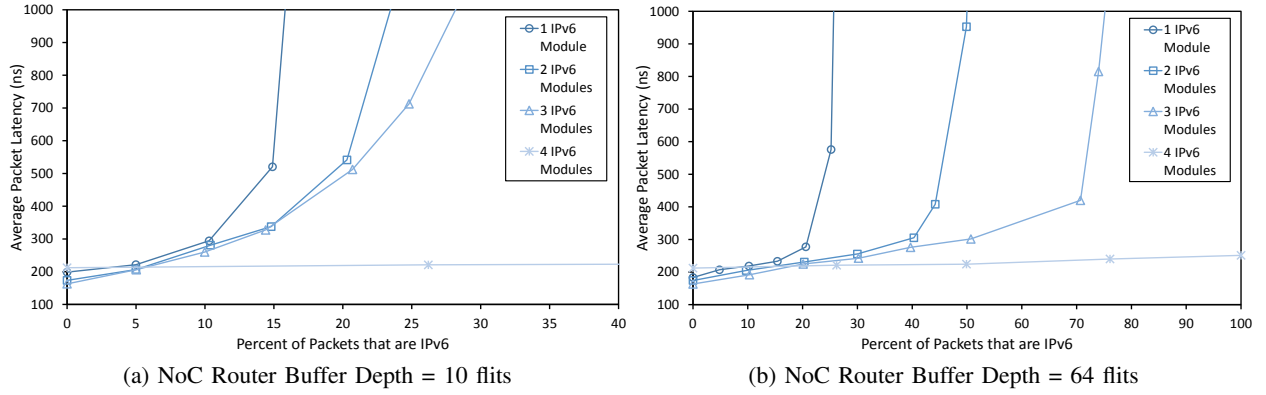 1000
900
800
700
600
500
400
300
200
100
Average Packet Latency (ns)
0 5 10 15 20 25 30 35 40
Percent of Packets that are IPv6
1 IPv6
Module
2 IPv6
Modules
3 IPv6
Modules
4 IPv6
Modules
(a) NoC Router Buffer Depth = 10 flits
1000
900
800
700
600
500
400
300
200
100
Average Packet Latency (ns)
0 10 20 30 40 50 60 70 80 90 100
Percent of Packets that are IPv6
1 IPv6
Module
2 IPv6
Modules
3 IPv6
Modules
4 IPv6
Modules
(b) NoC Router Buffer Depth = 64 flits